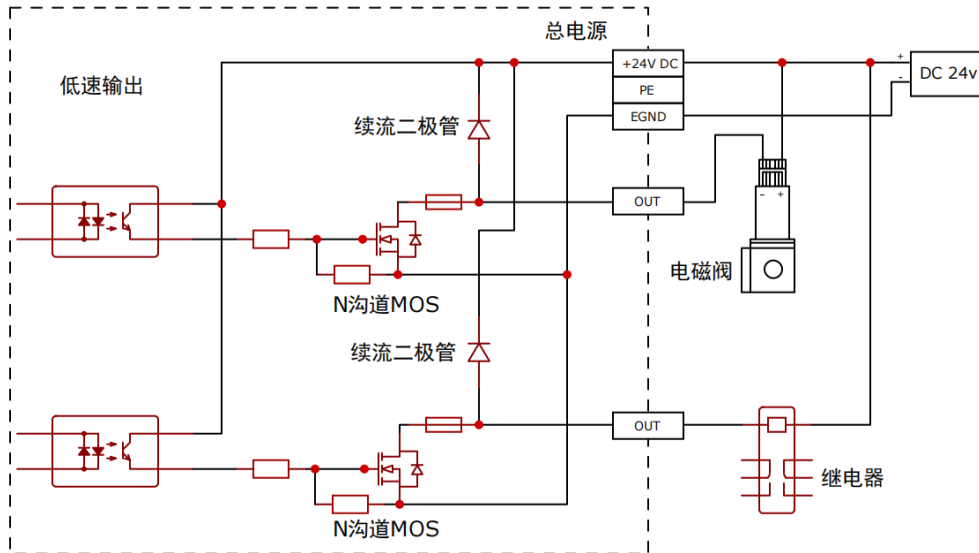 总电源
低速输出
+24V DC
+
-
DC 24v
PE
EGND
续流二极管
OUT
- +
电磁阀
N沟道MOS
续流二极管
OUT
继电器
N沟道MOS